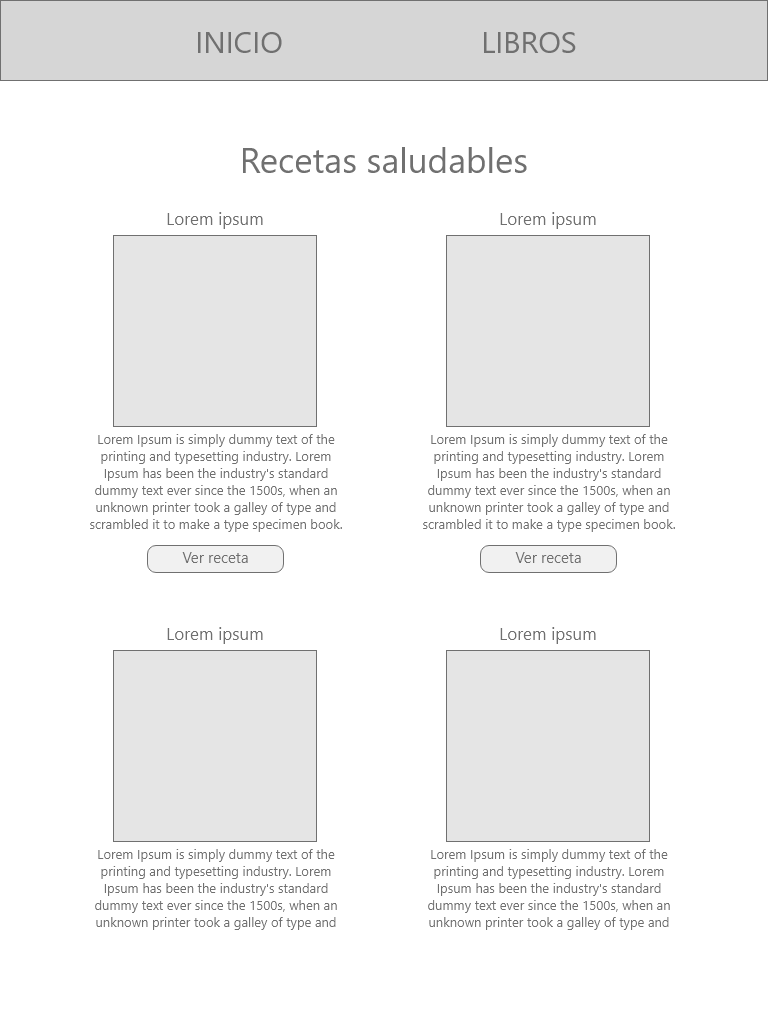 INICIO LIBROS
Recetas saludables
Lorem ipsum
Lorem Ipsum is simply dummy text of the
printing and typesetting industry. Lorem
Ipsum has been the industry's standard
dummy text ever since the 1500s, when an
unknown printer took a galley of type and
scrambled it to make a type specimen book.
Ver receta
Lorem ipsum
Lorem Ipsum is simply dummy text of the
printing and typesetting industry. Lorem
Ipsum has been the industry's standard
dummy text ever since the 1500s, when an
unknown printer took a galley of type and
scrambled it to make a type specimen book.
Ver receta
Lorem ipsum
Lorem Ipsum is simply dummy text of the
printing and typesetting industry. Lorem
Ipsum has been the industry's standard
dummy text ever since the 1500s, when an
unknown printer took a galley of type and
Lorem ipsum
Lorem Ipsum is simply dummy text of the
printing and typesetting industry. Lorem
Ipsum has been the industry's standard
dummy text ever since the 1500s, when an
unknown printer took a galley of type and